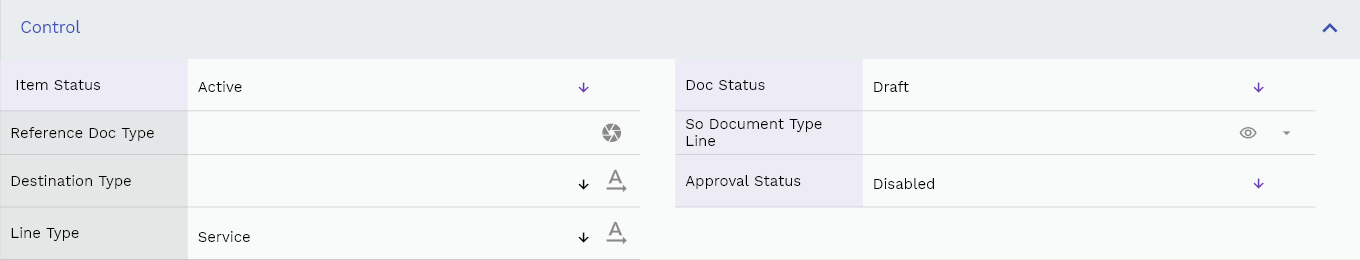 Control
Item Status Active Doc Status Draft
Reference Doc Type So Document Type
Line
Destination Type Approval Status Disabled
Line Type Service